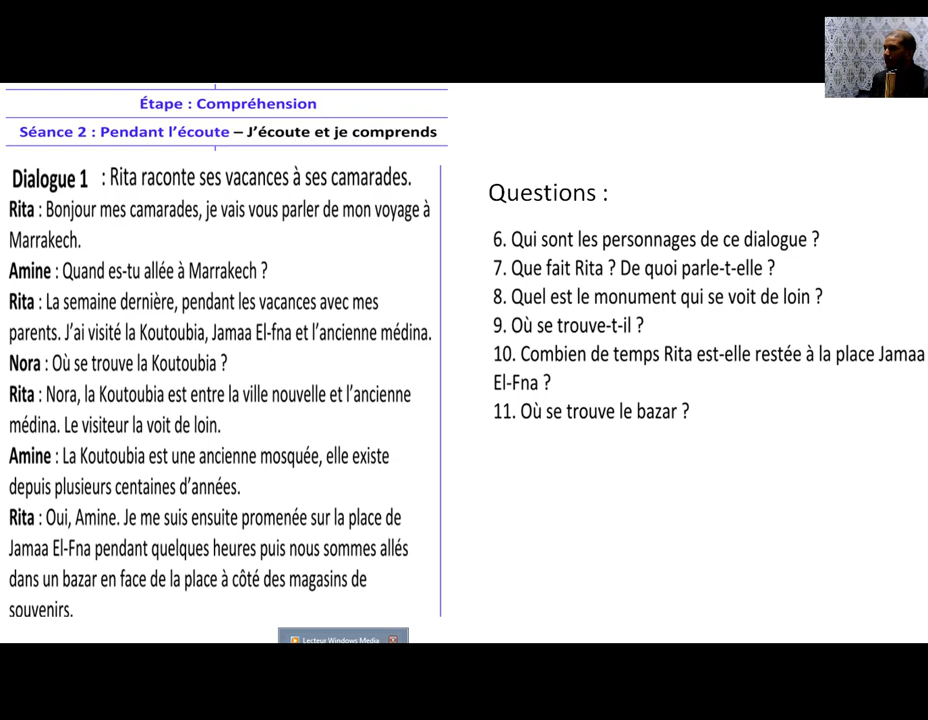 Étape : Compréhension
Séance 2 : Pendant l'écoute – J'écoute et je comprends
Dialogue 1 : Rita raconte ses vacances à ses camarades.
Rita : Bonjour mes camarades, je vais vous parler de mon voyage à
Marrakech.
Amine : Quand es-tu allée à Marrakech ?
Rita : La semaine dernière, pendant les vacances avec mes
parents. J'ai visité la Koutoubia, Jamaa El-fna et l'ancienne médina.
Nora : Où se trouve la Koutoubia ?
Rita : Nora, la Koutoubia est entre la ville nouvelle et l'ancienne
médina. Le visiteur la voit de loin.
Amine : La Koutoubia est une ancienne mosquée, elle existe
depuis plusieurs centaines d'années.
Rita : Oui, Amine. Je me suis ensuite promenée sur la place de
Jamaa El-Fna pendant quelques heures puis nous sommes allés
dans un bazar en face de la place à côté des magasins de
souvenirs.
Questions :
6. Qui sont les personnages de ce dialogue ?
7. Que fait Rita ? De quoi parle-t-elle ?
8. Quel est le monument qui se voit de loin ?
9. Où se trouve-t-il ?
10. Combien de temps Rita est-elle restée à la place Jamaa
El-Fna ?
11. Où se trouve le bazar ?
Lecteur Windows Media